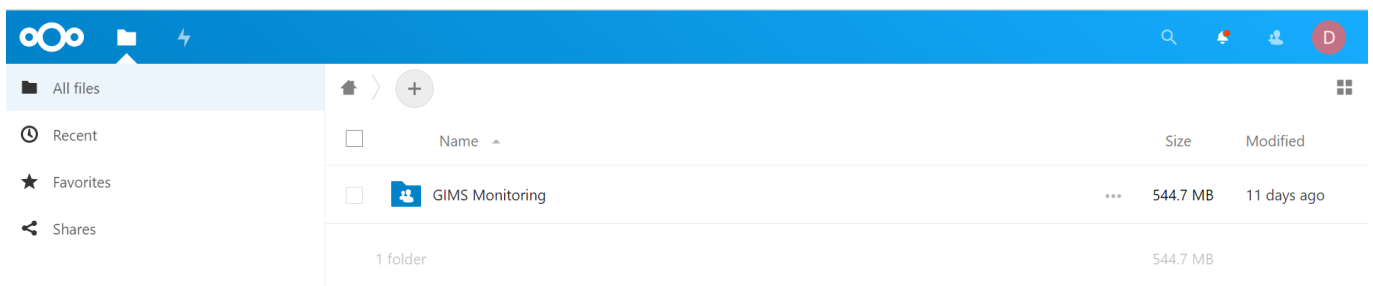 D
All files
Recent
Name Size Modified
Favorites
GIMS Monitoring ••• 544.7 MB 11 days ago
Shares
1 folder 544.7 MB